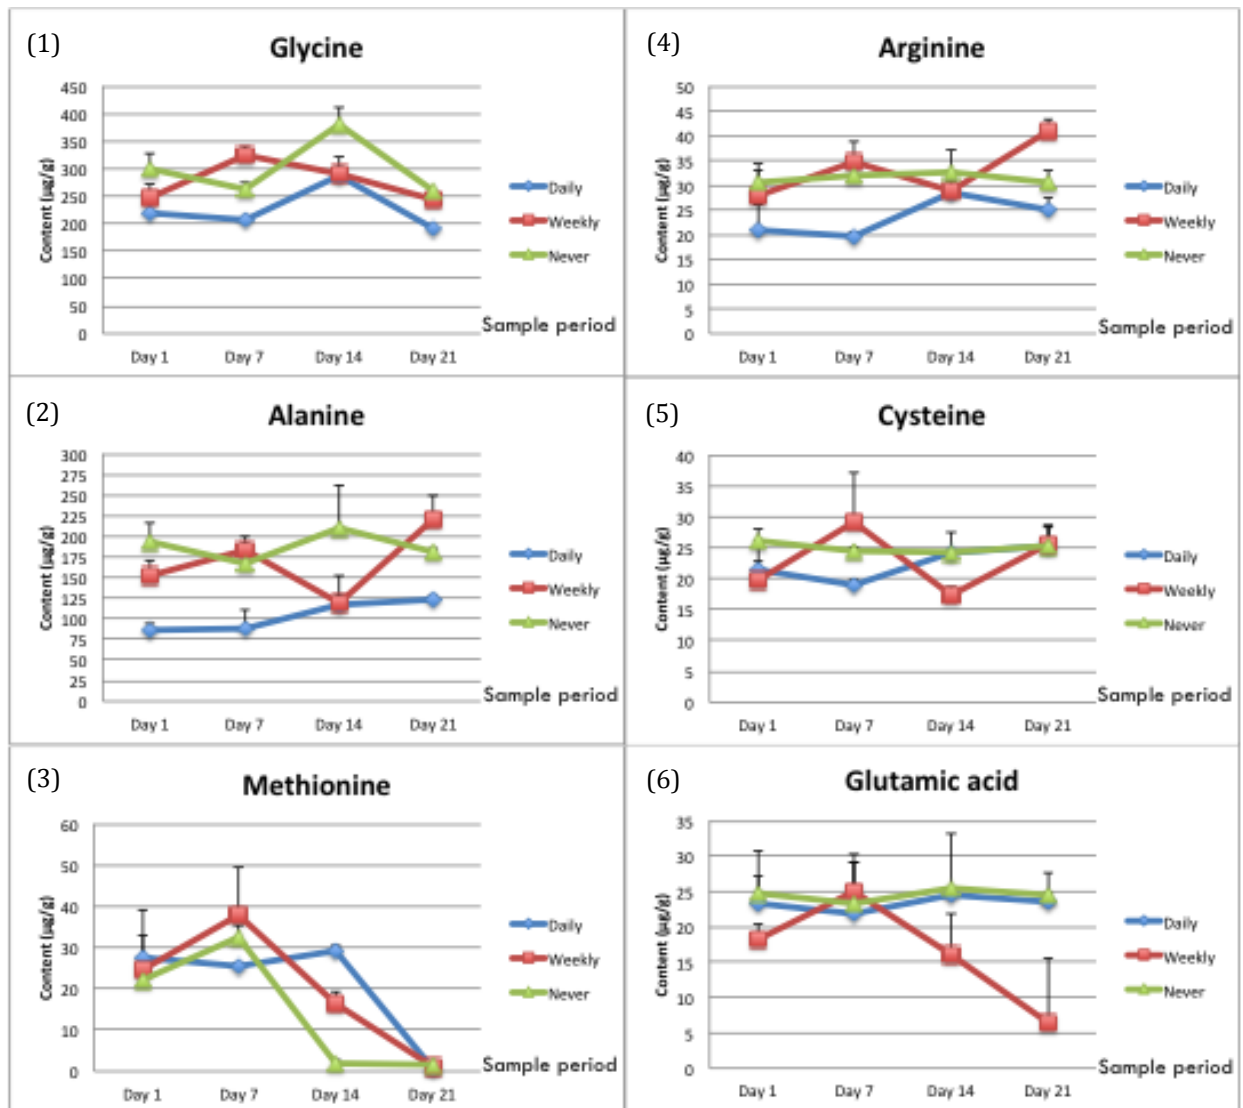 (1)
Glycine
450
400
350
300
250
200
150
100
50
0
Content (µg/g)
Day 1 Day 7 Day 14 Day 21
Sample period
Daily
Weekly
Never
(4)
Arginine
50
45
40
35
30
25
20
15
10
5
0
Content (µg/g)
Day 1 Day 7 Day 14 Day 21
Sample period
Daily
Weekly
Never
(2)
Alanine
300
275
250
225
200
175
150
125
100
75
50
25
0
Content (µg/g)
Day 1 Day 7 Day 14 Day 21
Sample period
Daily
Weekly
Never
(5)
Cysteine
40
35
30
25
20
15
10
5
0
Content (µg/g)
Day 1 Day 7 Day 14 Day 21
Sample period
Daily
Weekly
Never
(3)
Methionine
60
50
40
30
20
10
0
Content (µg/g)
Day 1 Day 7 Day 14 Day 21
Sample period
Daily
Weekly
Never
(6)
Glutamic acid
35
30
25
20
15
10
5
0
Content (µg/g)
Day 1 Day 7 Day 14 Day 21
Sample period
Daily
Weekly
Never